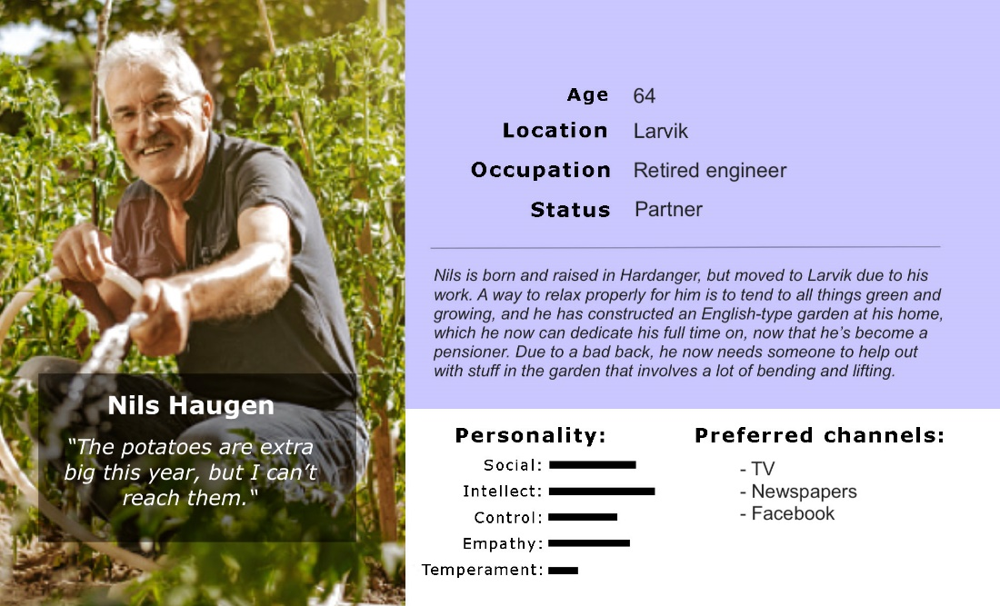 Age 64
Location Larvik
Occupation Retired engineer
Status Partner
Nils is born and raised in Hardanger, but moved to Larvik due to his
work. A way to relax properly for him is to tend to all things green and
growing, and he has constructed an English-type garden at his home,
which he now can dedicate his full time on, now that he’s become a
pensioner. Due to a bad back, he now needs someone to help out
with stuff in the garden that involves a lot of bending and lifting.
Nils Haugen
“The potatoes are extra
big this year, but I can’t
reach them.“
Personality:
Social:
Intellect:
Control:
Empathy:
Temperament:
Preferred channels:
- TV
- Newspapers
- Facebook